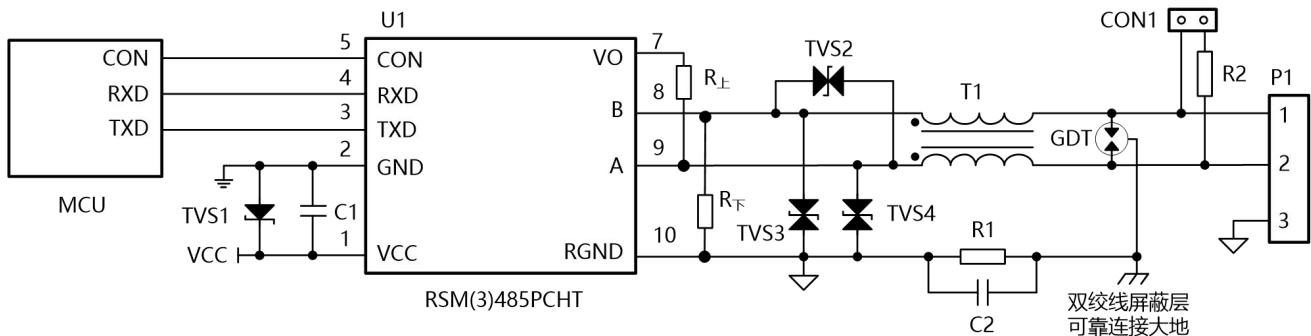 U1
CON1
MCU
CON
RXD
TXD
5
4
3
2
1
CON
RXD
TXD
GND
VCC
VO
B
A
RGND
7
8
9
10
RSM(3)485PCHT
TVS1
C1
VCC
R上
R下
TVS2
TVS3
TVS4
T1
GDT
R1
C2
R2
P1
1
2
3
双绞线屏蔽层
可靠连接大地